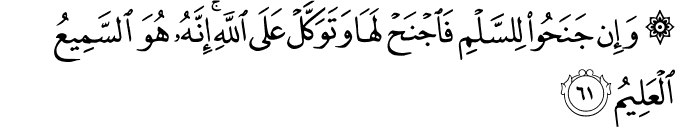 ۞ وَإِن جَنَحُوا۟ لِلسَّلْمِ فَٱجْنَحْ لَهَا وَتَوَكَّلْ عَلَى ٱللَّهِ ۚ إِنَّهُۥ هُوَ ٱلسَّمِيعُ
ٱلْعَلِيمُ ٦١